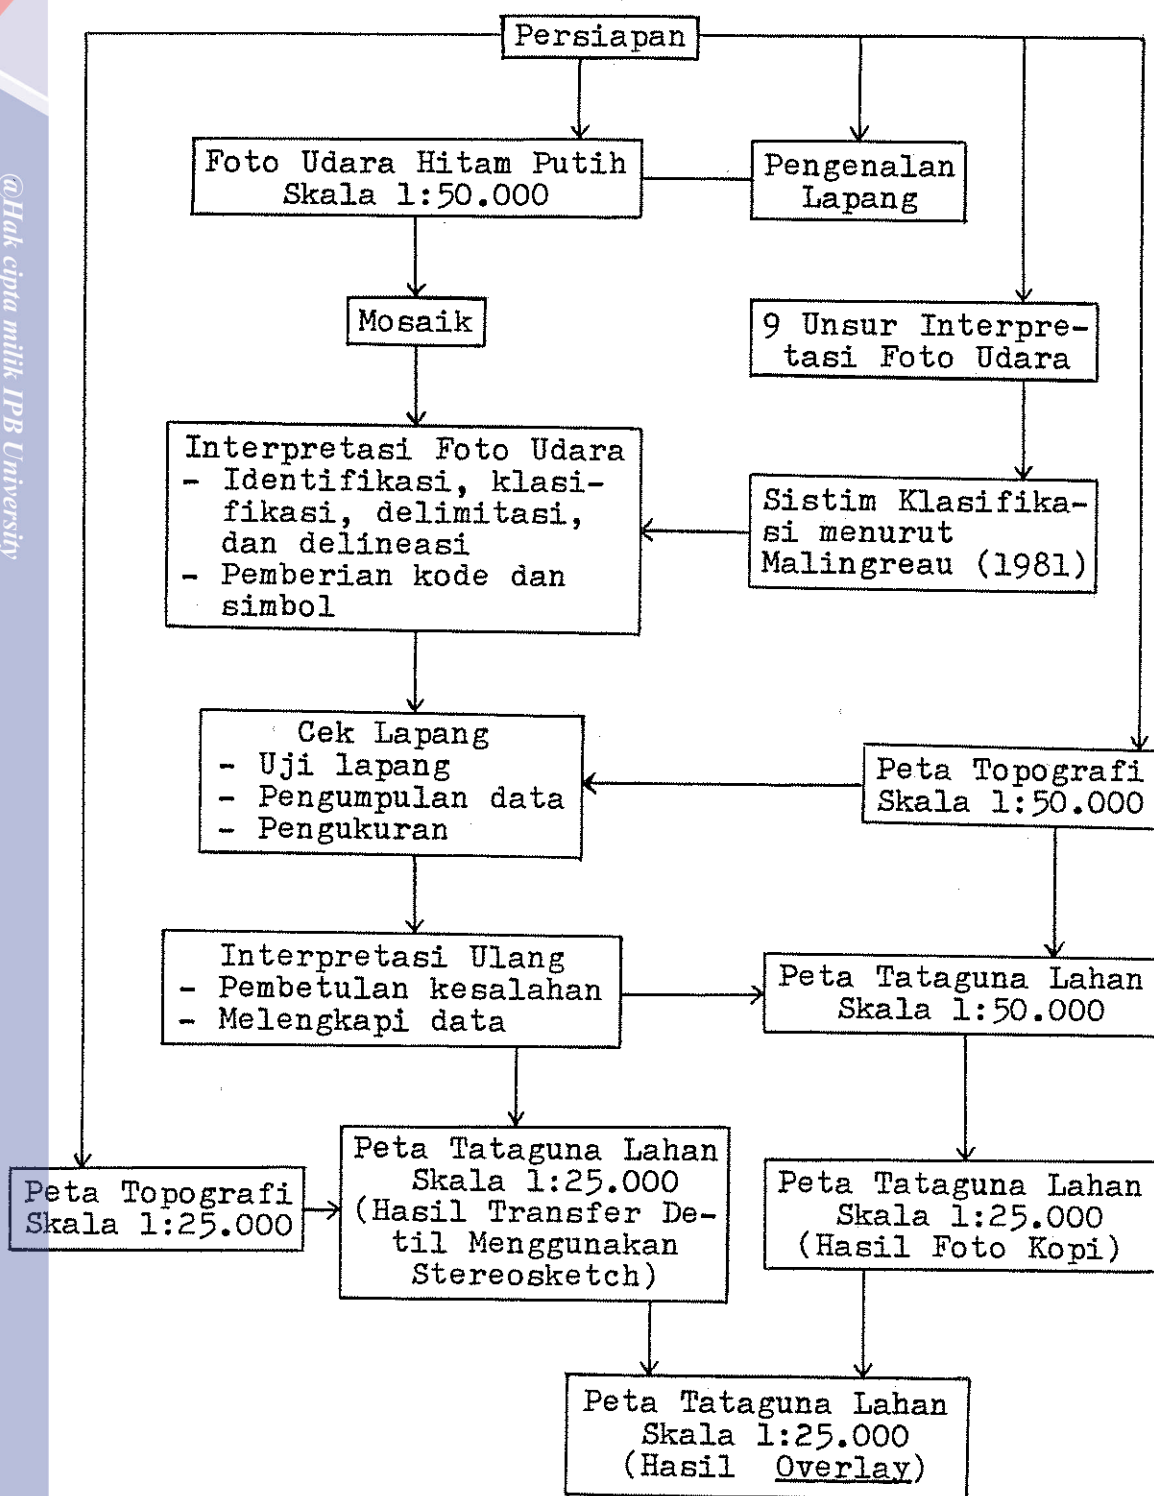 Persiapan
Foto Udara Hitam Putih
Skala 1:50.000
Pengenalan
Lapang
Mosaik
9 Unsur Interpre-
tasi Foto Udara
Interpretasi Foto Udara
- Identifikasi, klasi-
fikasi, delimitasi,
dan delineasi
- Pemberian kode dan
simbol
Sistim Klasifika-
si menurut
Malingreau (1981)
Cek Lapang
- Uji lapang
- Pengumpulan data
- Pengukuran
Peta Topografi
Skala 1:50.000
Interpretasi Ulang
- Pembetulan kesalahan
- Melengkapi data
Peta Tataguna Lahan
Skala 1:50.000
Peta Topografi
Skala 1:25.000
Peta Tataguna Lahan
Skala 1:25.000
(Hasil Transfer De-
til Menggunakan
Stereosketch)
Peta Tataguna Lahan
Skala 1:25.000
(Hasil Foto Kopi)
Peta Tataguna Lahan
Skala 1:25.000
(Hasil Overlay)
@Hak cipta milik IPB University